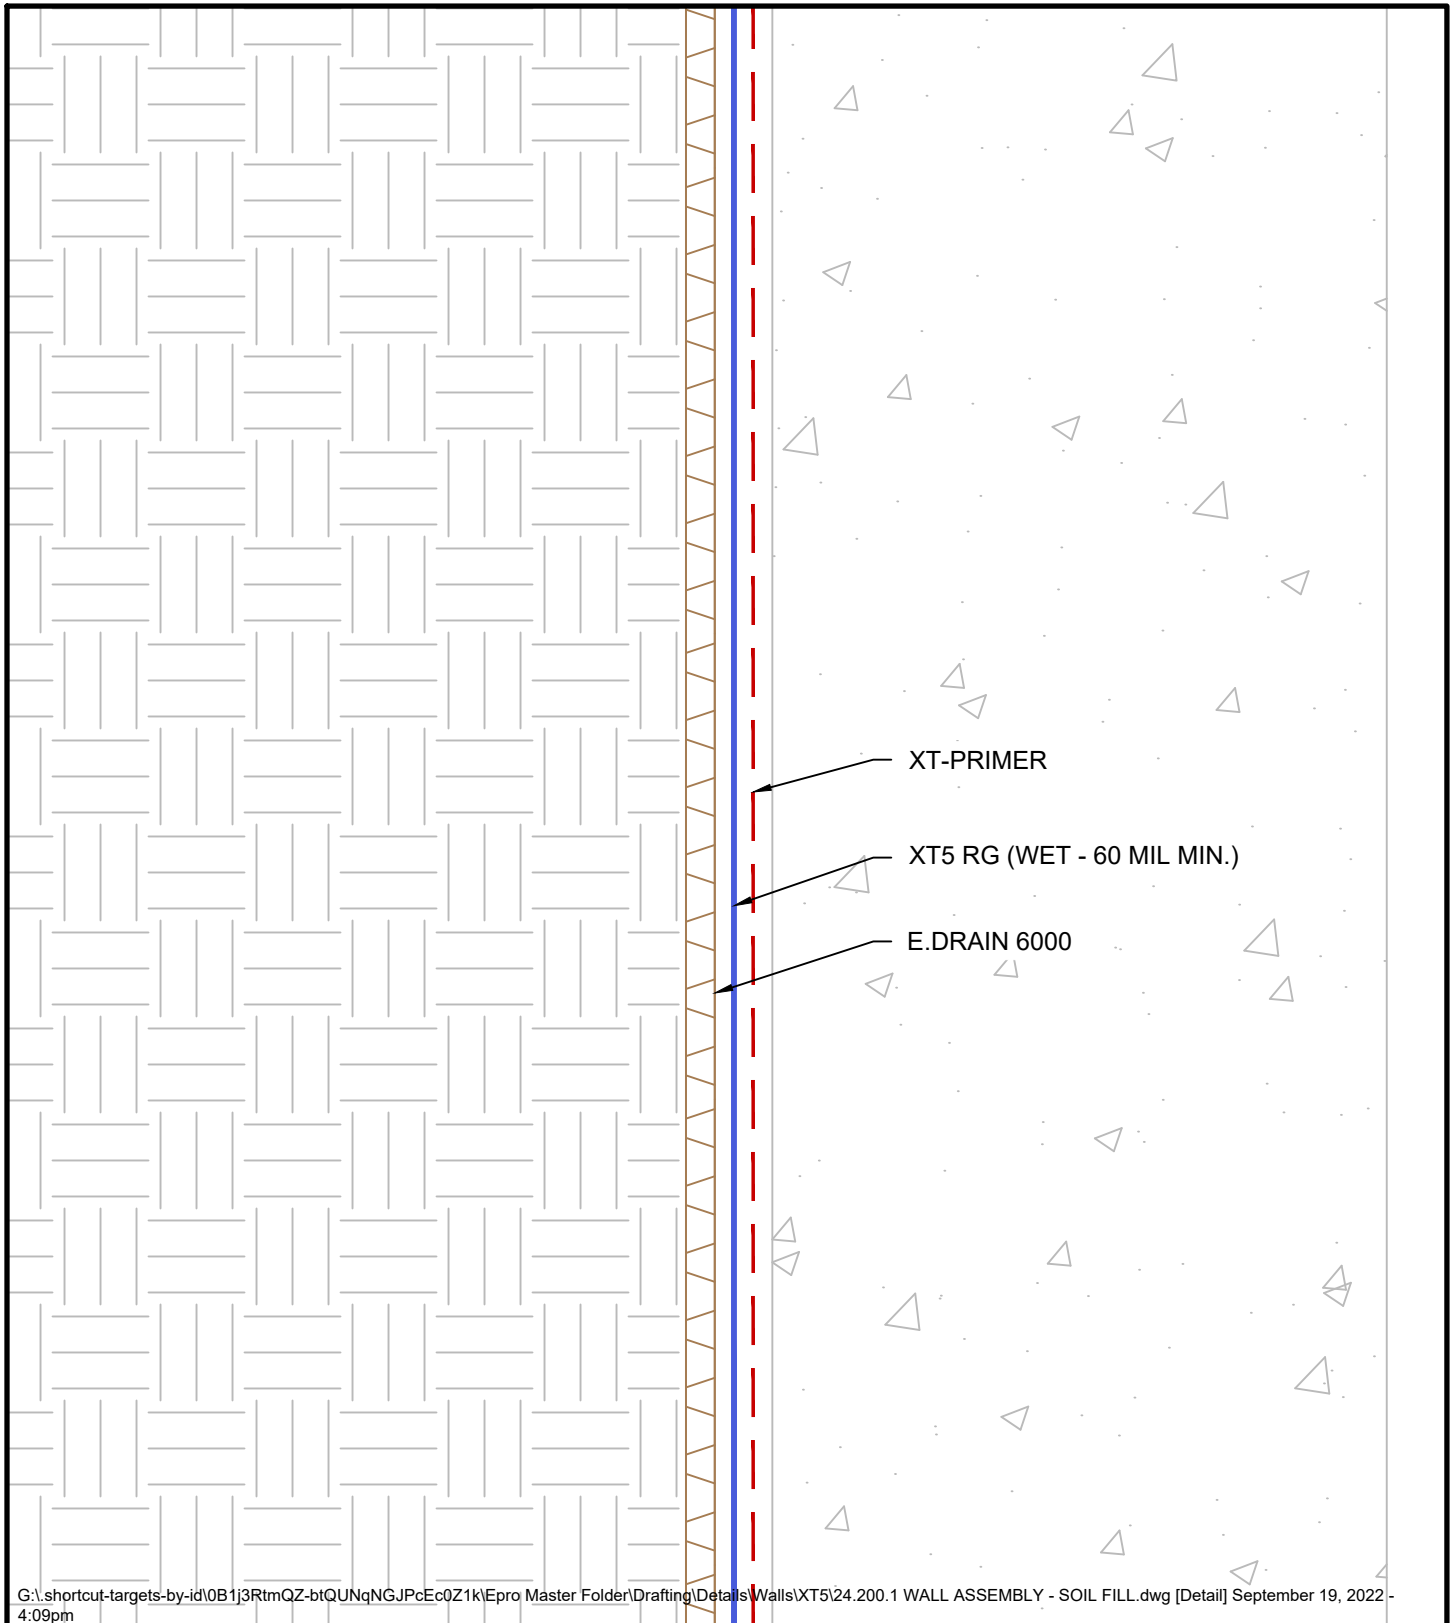 XT-PRIMER
XT5 RG (WET - 60 MIL MIN.)
E.DRAIN 6000
G:\.shortcut-targets-by-id\0B1j3RtmQZ-btQUNqNGJPcEc0Z1k\Epro Master Folder\Drafting\Details\Walls\XT5\24.200.1 WALL ASSEMBLY - SOIL FILL.dwg [Detail] September 19, 2022 -
4:09pm